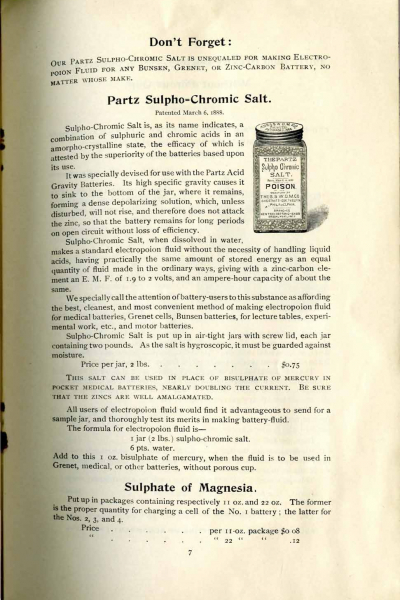 Don't Forget:
Our Partz Sulpho-Chromic Salt is unequaled for making Electro-
poion Fluid for any Bunsen, Grenet, or Zinc-Carbon Battery, no
matter whose make.
Partz Sulpho-Chromic Salt.
Patented March 6, 1888.
Sulpho-Chromic Salt is, as its name indicates, a
combination of sulphuric and chromic acids in an
amorpho-crystalline state, the efficacy of which is
attested by the superiority of the batteries based upon
its use.
It was specially devised for use with the Partz Acid
Gravity Batteries. Its high specific gravity causes it
to sink to the bottom of the jar, where it remains,
forming a dense depolarizing solution, which, unless
disturbed, will not rise, and therefore does not attack
the zinc, so that the battery remains for long periods
on open circuit without loss of efficiency.
THE PARTZ
Sulpho Chromic
SALT.
POISON
Sulpho-Chromic Salt, when dissolved in water,
makes a standard electropoion fluid without the necessity of handling liquid
acids, having practically the same amount of stored energy as an equal
quantity of fluid made in the ordinary ways, giving with a zinc-carbon ele-
ment an E. M. F. of 1.9 to 2 volts, and an ampere-hour capacity of about the
same.
We specially call the attention of battery-users to this substance as affording
the best, cleanest, and most convenient method of making electropoion fluid
for medical batteries, Grenet cells, Bunsen batteries, for lecture tables, experi-
mental work, etc., and motor batteries.
Sulpho-Chromic Salt is put up in air-tight jars with screw lid, each jar
containing two pounds. As the salt is hygroscopic, it must be guarded against
moisture.
Price per jar, 2 lbs. . . . . . . . $0.75
This salt can be used in place of bisulphate of mercury in
pocket medical batteries, nearly doubling the current. Be sure
that the zincs are well amalgamated.
All users of electropoion fluid would find it advantageous to send for a
sample jar, and thoroughly test its merits in making battery-fluid.
The formula for electropoion fluid is—
1 jar (2 lbs.) sulpho-chromic salt.
6 pts. water.
Add to this 1 oz. bisulphate of mercury, when the fluid is to be used in
Grenet, medical, or other batteries, without porous cup.
Sulphate of Magnesia.
Put up in packages containing respectively 11 oz. and 22 oz. The former
is the proper quantity for charging a cell of the No. 1 battery; the latter for
the Nos. 2, 3, and 4.
Price . . . . . . per 11-oz. package $0 08
" . . . . . . " 22 " " .12
7